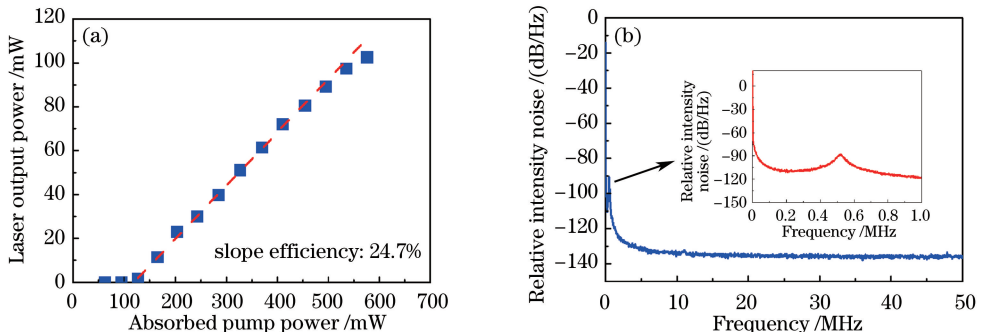 (a)
Laser output power /mW
120
100
80
60
40
20
0
slope efficiency: 24.7%
0 100 200 300 400 500 600 700
Absorbed pump power /mW
(b)
Relative intensity noise /(dB/Hz)
0
−20
−40
−60
−80
−100
−120
−140
Relative intensity
noise /(dB/Hz)
0
−30
−60
−90
−120
−150
0 0.2 0.4 0.6 0.8 1.0
Frequency /MHz
0 10 20 30 40 50
Frequency /MHz